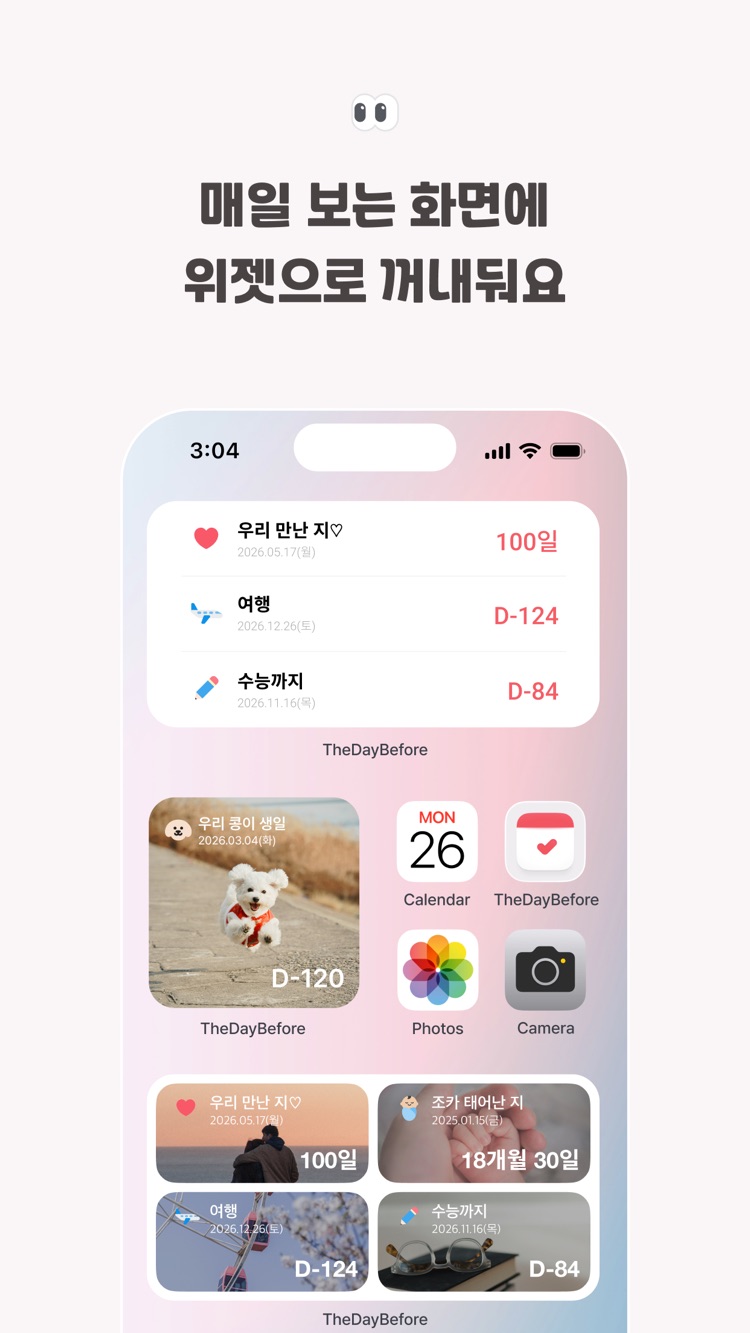 매일 보는 화면에
위젯으로 꺼내둬요
3:04
우리 만난 지♡
2026.05.17(월)
100일
여행
2026.12.26(토)
D-124
수능까지
2026.11.16(목)
D-84
TheDayBefore
우리 콩이 생일
2026.03.04(화)
D-120
TheDayBefore
MON
26
Calendar
TheDayBefore
Photos
Camera
우리 만난 지♡
2026.05.17(월)
100일
조카 태어난 지
2025.01.15(금)
18개월 30일
여행
2026.12.26(토)
D-124
수능까지
2026.11.16(목)
D-84
TheDayBefore